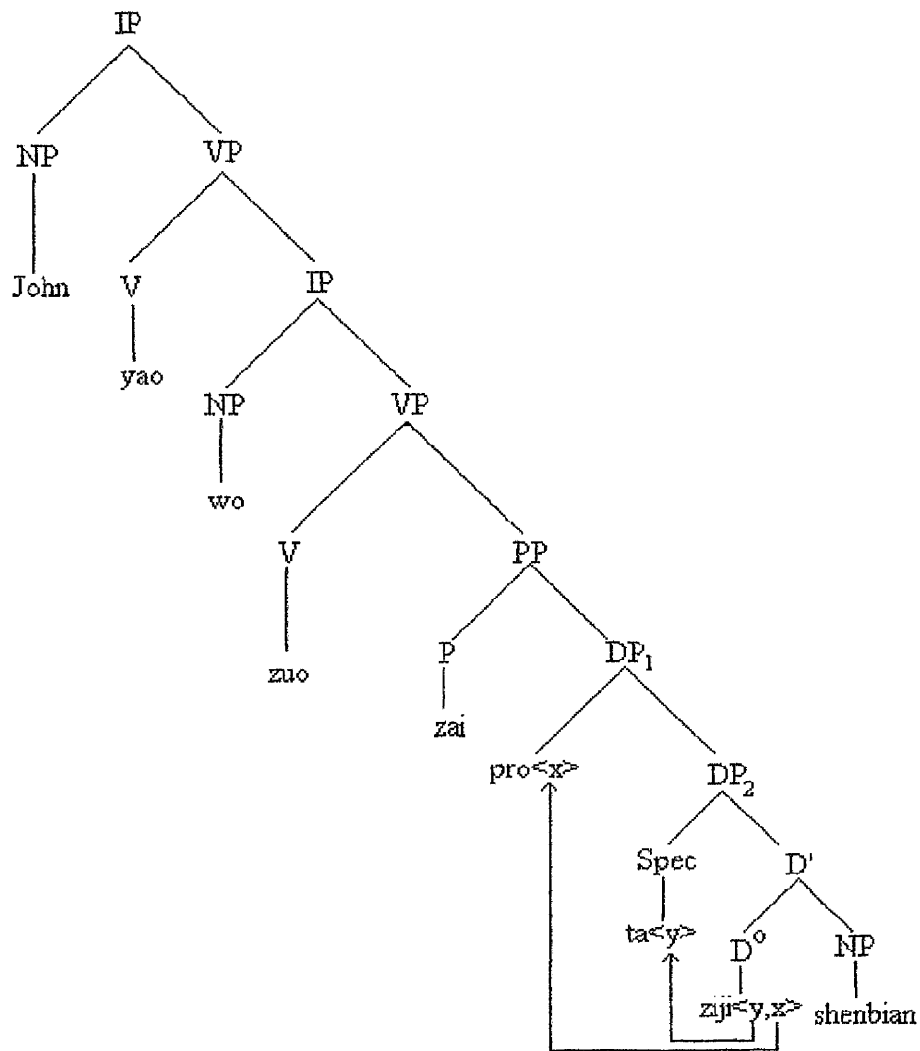 IP
NP VP
John V IP
yao
NP VP
wo
V PP
zuo P DP₁
zai
pro<x> DP₂
Spec D'
ta<y> D° NP
ziji<y,x> shenbian